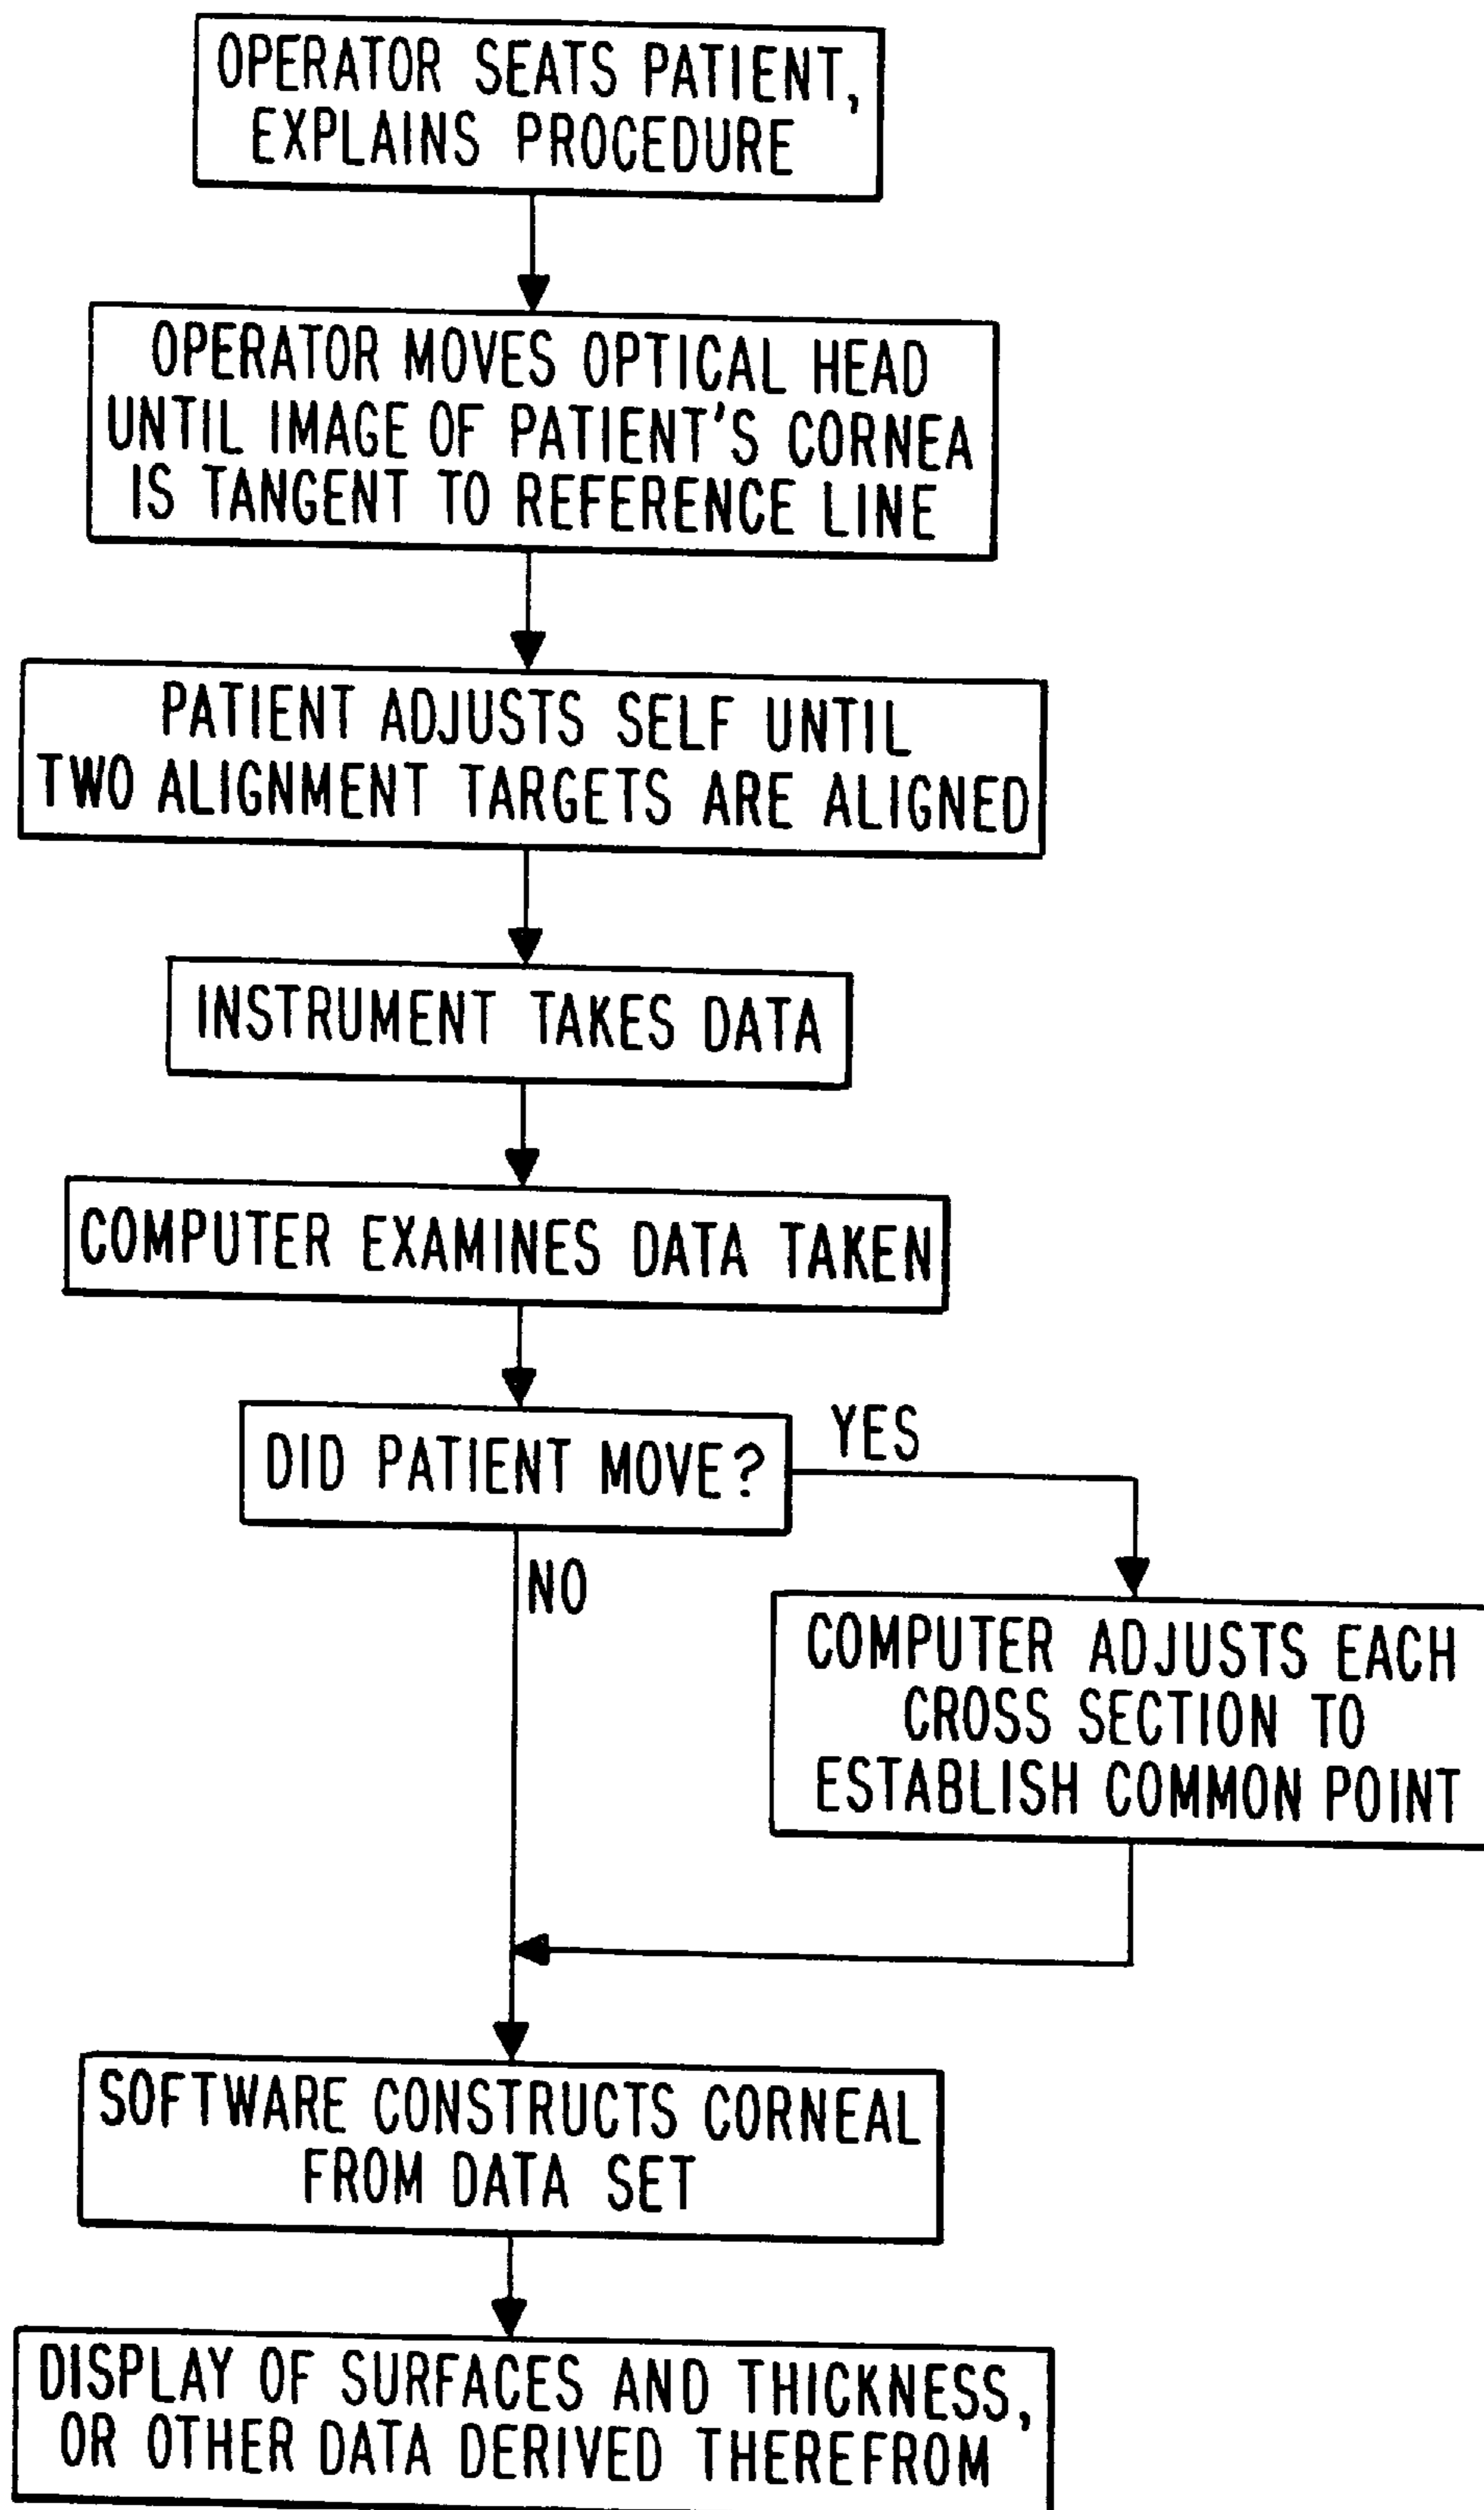 OPERATOR SEATS PATIENT,
EXPLAINS PROCEDURE
OPERATOR MOVES OPTICAL HEAD
UNTIL IMAGE OF PATIENT'S CORNEA
IS TANGENT TO REFERENCE LINE
PATIENT ADJUSTS SELF UNTIL
TWO ALIGNMENT TARGETS ARE ALIGNED
INSTRUMENT TAKES DATA
COMPUTER EXAMINES DATA TAKEN
DID PATIENT MOVE?
YES
NO
COMPUTER ADJUSTS EACH
CROSS SECTION TO
ESTABLISH COMMON POINT
SOFTWARE CONSTRUCTS CORNEAL
FROM DATA SET
DISPLAY OF SURFACES AND THICKNESS,
OR OTHER DATA DERIVED THEREFROM